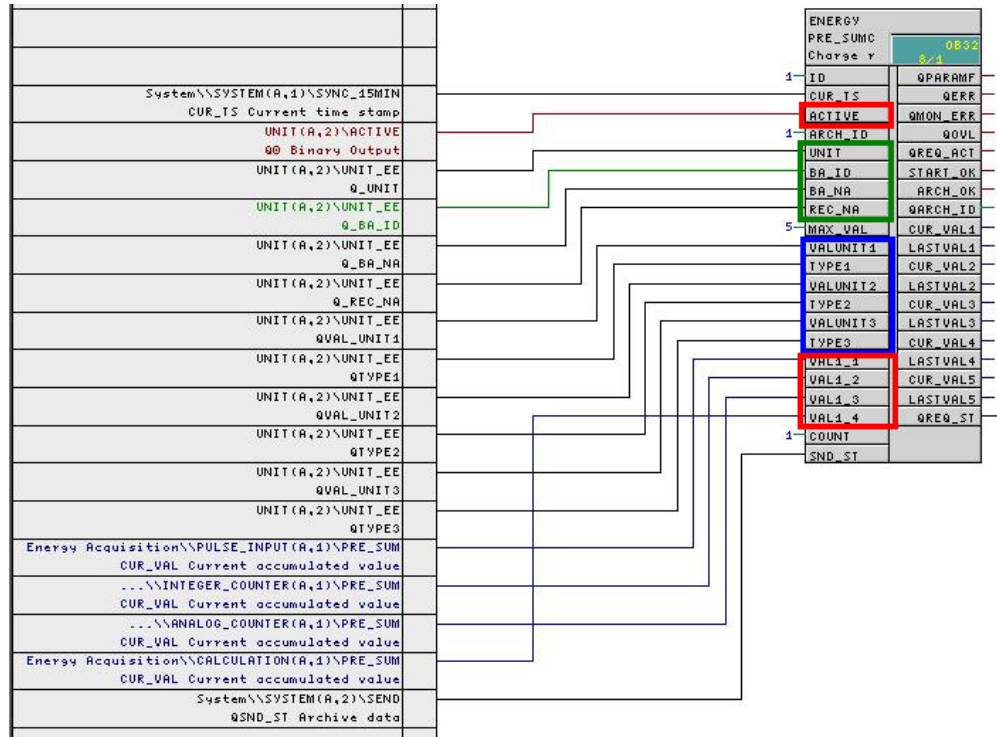 System\\SYSTEM(A,1)\SYNC_15MIN
CUR_TS Current time stamp
UNIT(A,2)\ACTIVE
Q0 Binary Output
UNIT(A,2)\UNIT_EE
Q_UNIT
UNIT(A,2)\UNIT_EE
Q_BA_ID
UNIT(A,2)\UNIT_EE
Q_BA_NA
UNIT(A,2)\UNIT_EE
Q_REC_NA
UNIT(A,2)\UNIT_EE
QVAL_UNIT1
UNIT(A,2)\UNIT_EE
QTYPE1
UNIT(A,2)\UNIT_EE
QVAL_UNIT2
UNIT(A,2)\UNIT_EE
QTYPE2
UNIT(A,2)\UNIT_EE
QVAL_UNIT3
UNIT(A,2)\UNIT_EE
QTYPE3
Energy Acquisition\\PULSE_INPUT(A,1)\PRE_SUM
CUR_VAL Current accumulated value
...\\INTEGER_COUNTER(A,1)\PRE_SUM
CUR_VAL Current accumulated value
...\\ANALOG_COUNTER(A,1)\PRE_SUM
CUR_VAL Current accumulated value
Energy Acquisition\\CALCULATION(A,1)\PRE_SUM
CUR_VAL Current accumulated value
System\\SYSTEM(A,2)\SEND
QSND_ST Archive data
ENERGY
PRE_SUMC
Charge r
OB32
8/1
1 ID QPARAMF
CUR_TS QERR
ACTIVE QMON_ERR
1 ARCH_ID QOVL
UNIT QREQ_ACT
BA_ID START_OK
BA_NA ARCH_OK
REC_NA QARCH_ID
5 MAX_VAL CUR_VAL1
VALUNIT1 LASTVAL1
TYPE1 CUR_VAL2
VALUNIT2 LASTVAL2
TYPE2 CUR_VAL3
VALUNIT3 LASTVAL3
TYPE3 CUR_VAL4
VAL1_1 LASTVAL4
VAL1_2 CUR_VAL5
VAL1_3 LASTVAL5
VAL1_4 QREQ_ST
1 COUNT
SND_ST